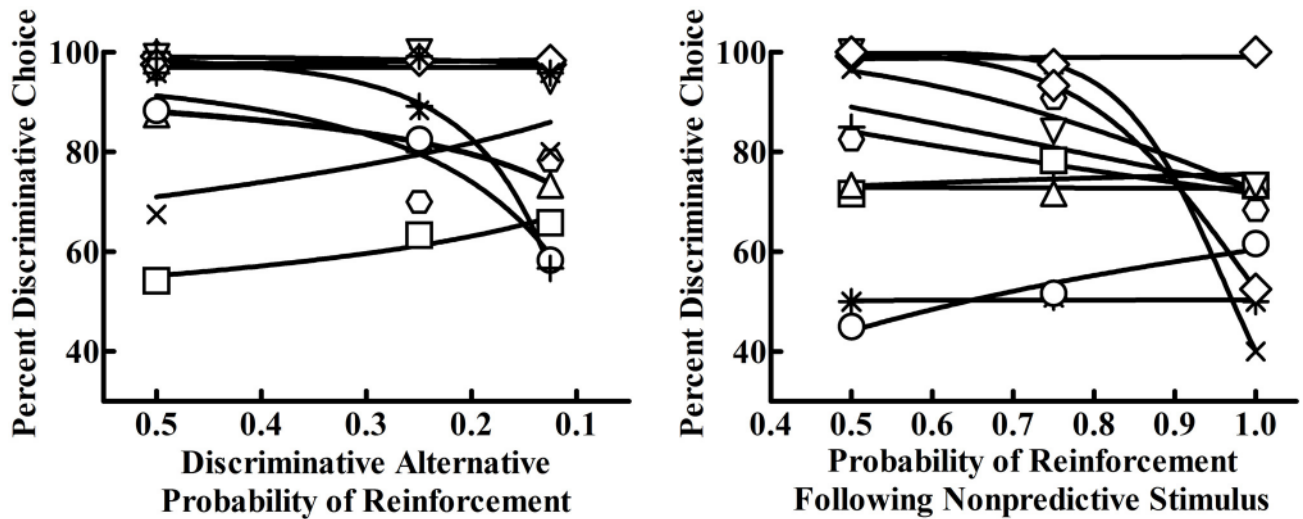 Percent Discriminative Choice
100
80
60
40
0.5 0.4 0.3 0.2 0.1
Discriminative Alternative
Probability of Reinforcement
Percent Discriminative Choice
100
80
60
40
0.4 0.5 0.6 0.7 0.8 0.9 1.0
Probability of Reinforcement
Following Nonpredictive Stimulus